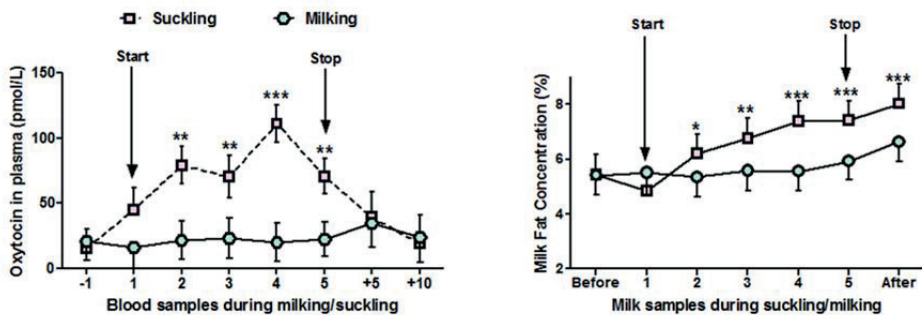 Suckling Milking
Start
Stop
Oxytocin in plasma (pmol/L)
150
100
50
0
** ** *** **
-1 1 2 3 4 5 +5 +10
Blood samples during milking/suckling
Start
Stop
Milk Fat Concentration (%)
8
6
4
2
* ** *** *** ***
Before 1 2 3 4 5 After
Milk samples during suckling/milking